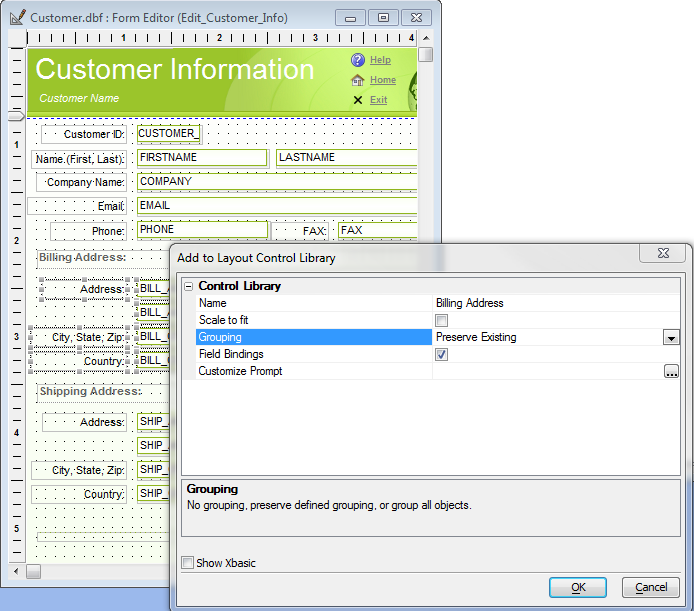 Customer.dbf : Form Editor (Edit_Customer_Info)
1 2 3 4
Customer Information
Customer Name
Help
Home
Exit
1
2
3
4
5
Customer ID: CUSTOMER_
Name (First, Last): FIRSTNAME LASTNAME
Company Name: COMPANY
Email: EMAIL
Phone: PHONE FAX: FAX
Billing Address:
Address: BILL_
BILL_
City, State, Zip: BILL_
Country: BILL_
Shipping Address:
Address: SHIP_
SHIP_
City, State, Zip: SHIP_
Country: SHIP_
Add to Layout Control Library
Control Library
Name Billing Address
Scale to fit
Grouping Preserve Existing
Field Bindings
Customize Prompt ...
Grouping
No grouping, preserve defined grouping, or group all objects.
Show Xbasic
OK Cancel